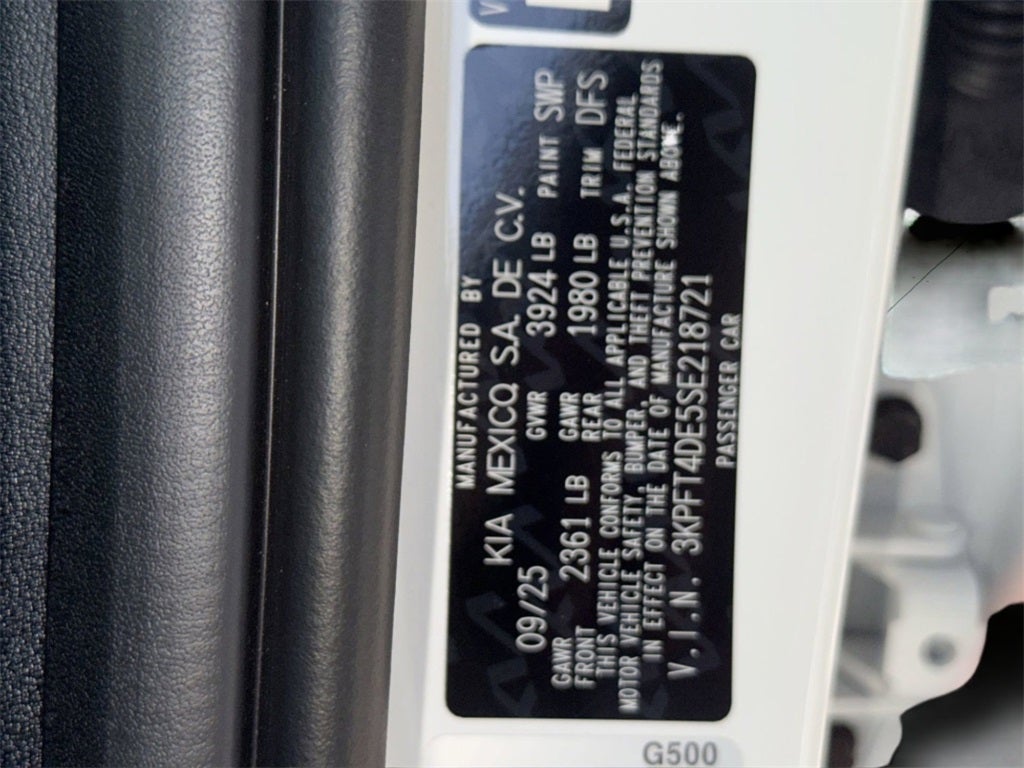 MANUFACTURED BY
KIA MEXICO, S.A. DE C.V.
09/25 GVWR 3924 LB PAINT SWP
GAWR FRONT 2361 LB GAWR REAR 1980 LB TRIM DFS
THIS VEHICLE CONFORMS TO ALL APPLICABLE U.S.A. FEDERAL
MOTOR VEHICLE SAFETY, BUMPER, AND THEFT PREVENTION STANDARDS
IN EFFECT ON THE DATE OF MANUFACTURE SHOWN ABOVE.
V.I.N. 3KPFT4DE5SE218721
PASSENGER CAR
G500